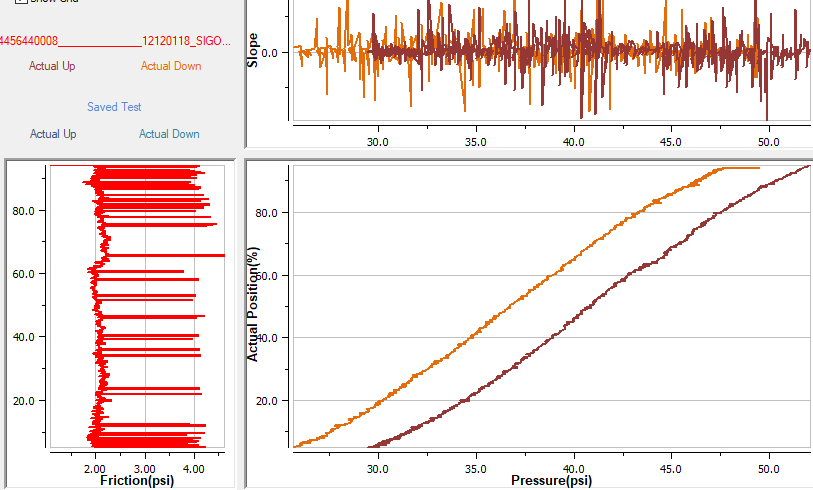 Show Grid
4456440008________________12120118_SIGO...
Actual Up Actual Down
Saved Test
Actual Up Actual Down
Slope
0.0
30.0 35.0 40.0 45.0 50.0
80.0
60.0
40.0
20.0
2.00 3.00 4.00
Friction(psi)
Actual Position(%)
80.0
60.0
40.0
20.0
30.0 35.0 40.0 45.0 50.0
Pressure(psi)